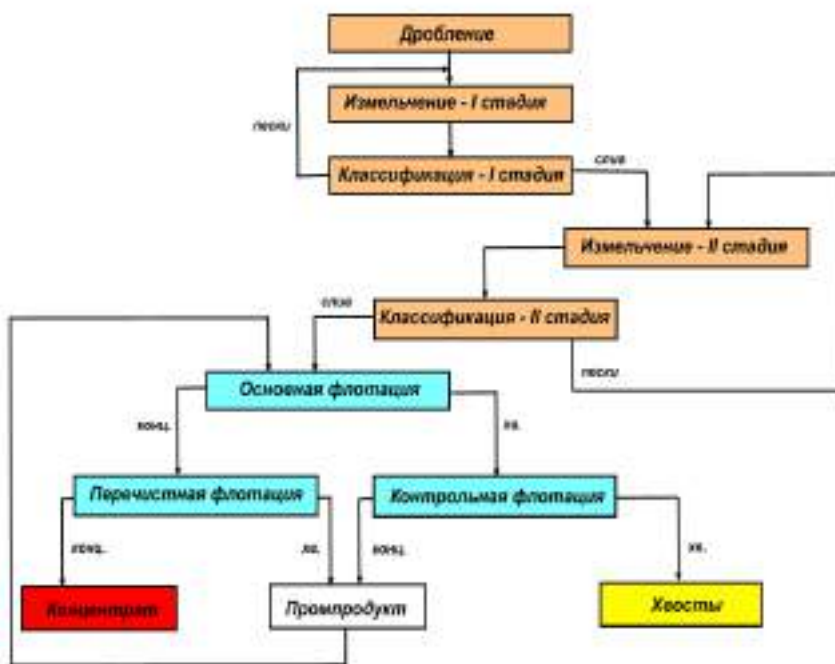 Дробление
Измельчение - I стадия
пески
Классификация - I стадия
слив
Измельчение - II стадия
слив
Классификация - II стадия
пески
Основная флотация
конц.
хв.
Перечистная флотация
Контрольная флотация
конц.
хв.
конц.
хв.
Концентрат
Промпродукт
Хвосты